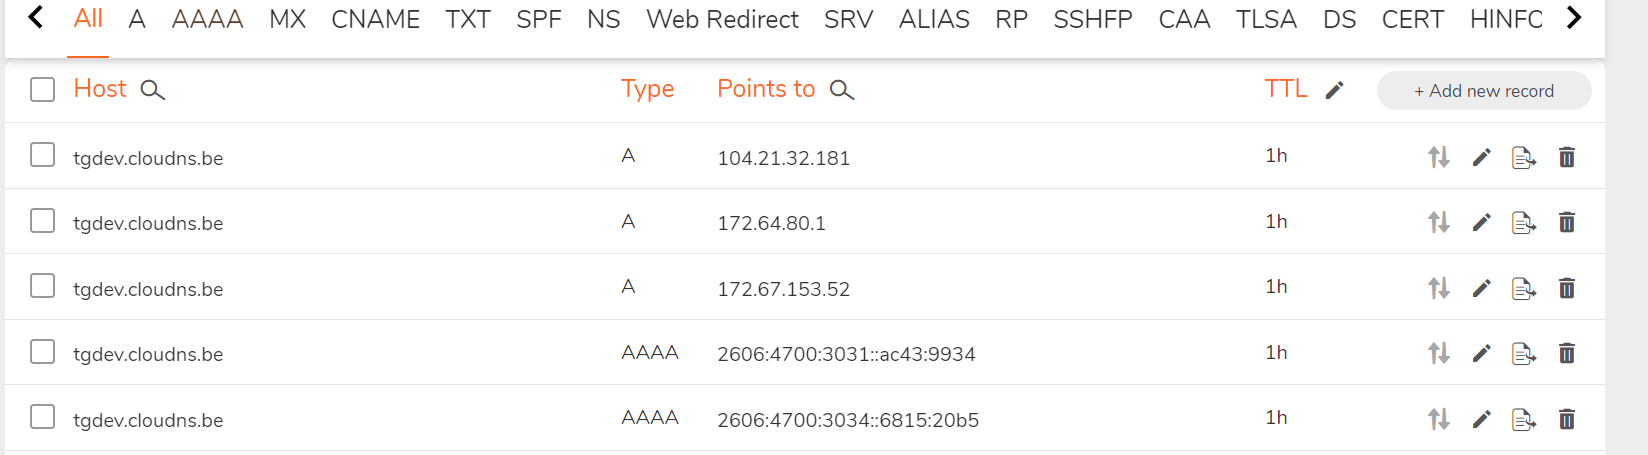 All A AAAA MX CNAME TXT SPF NS Web Redirect SRV ALIAS RP SSHFP CAA TLSA DS CERT HINFO
Host Type Points to TTL + Add new record
tgdev.cloudns.be A 104.21.32.181 1h
tgdev.cloudns.be A 172.64.80.1 1h
tgdev.cloudns.be A 172.67.153.52 1h
tgdev.cloudns.be AAAA 2606:4700:3031::ac43:9934 1h
tgdev.cloudns.be AAAA 2606:4700:3034::6815:20b5 1h